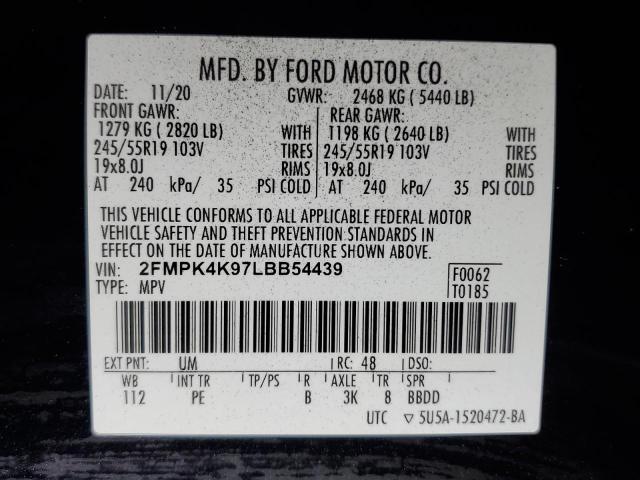 MFD. BY FORD MOTOR CO.
DATE: 11/20 GVWR: 2468 KG ( 5440 LB)
FRONT GAWR: REAR GAWR:
1279 KG ( 2820 LB) WITH 1198 KG ( 2640 LB) WITH
245/55R19 103V TIRES 245/55R19 103V TIRES
19x8.0J RIMS 19x8.0J RIMS
AT 240 kPa/ 35 PSI COLD AT 240 kPa/ 35 PSI COLD
THIS VEHICLE CONFORMS TO ALL APPLICABLE FEDERAL MOTOR
VEHICLE SAFETY AND THEFT PREVENTION STANDARDS IN
EFFECT ON THE DATE OF MANUFACTURE SHOWN ABOVE.
VIN: 2FMPK4K97LBB54439 F0062
TYPE: MPV T0185
EXT PNT: UM RC: 48 DSO:
WB INT TR TP/PS R AXLE TR SPR
112 PE B 3K 8 BBDD
UTC ▽ 5U5A-1520472-BA